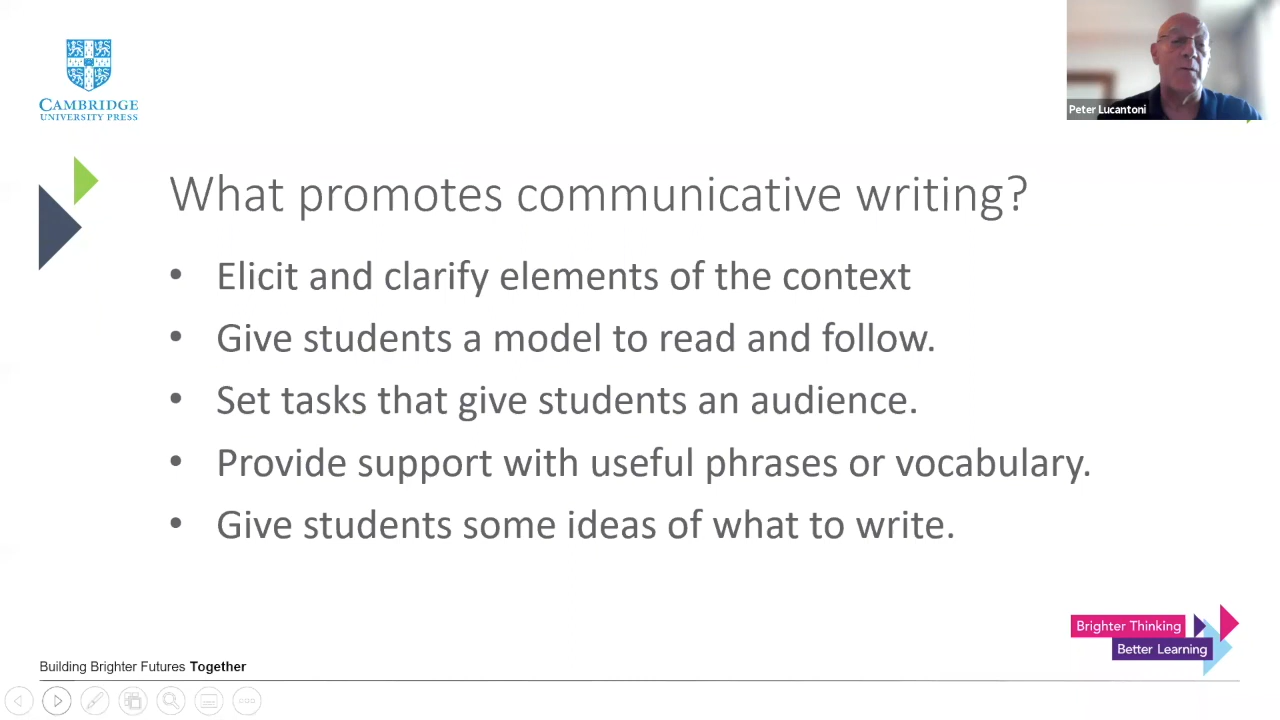 CAMBRIDGE
UNIVERSITY PRESS
Peter Lucantoni
What promotes communicative writing?
• Elicit and clarify elements of the context
• Give students a model to read and follow.
• Set tasks that give students an audience.
• Provide support with useful phrases or vocabulary.
• Give students some ideas of what to write.
Brighter Thinking
Better Learning
Building Brighter Futures Together